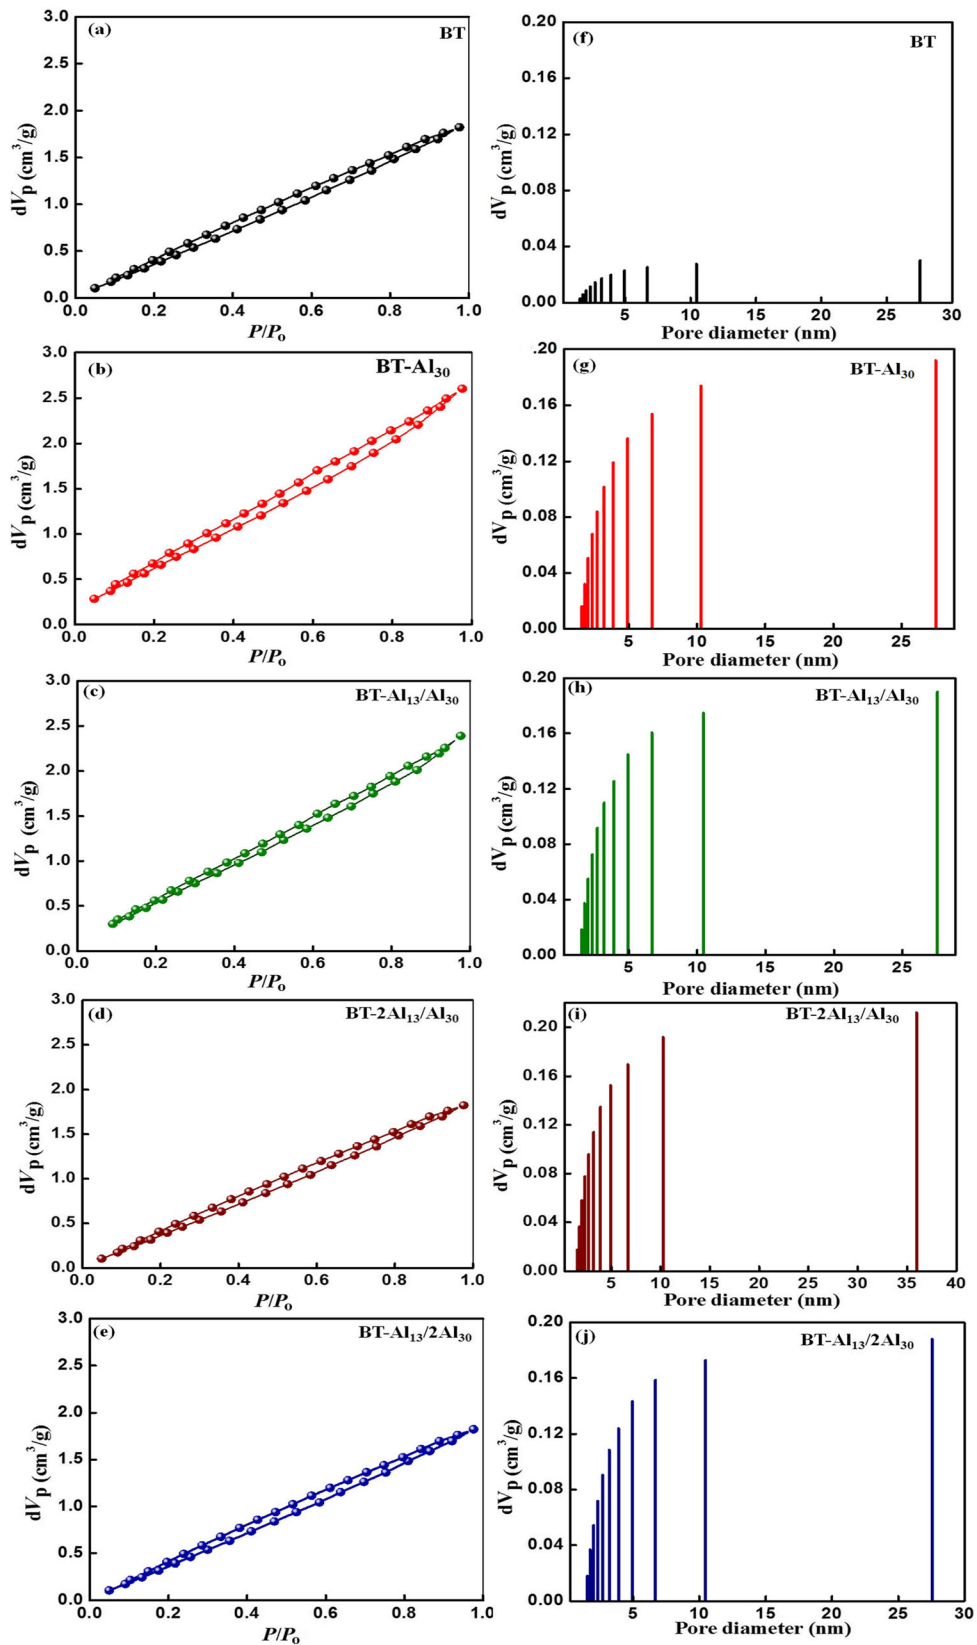 (a)
BT
3.0
2.5
2.0
1.5
1.0
0.5
0.0
dVp (cm³/g)
0.0 0.2 0.4 0.6 0.8 1.0
P/Po
(f)
BT
0.20
0.16
0.12
0.08
0.04
0.00
dVp (cm³/g)
5 10 15 20 25 30
Pore diameter (nm)
(b)
BT-Al₃₀
3.0
2.5
2.0
1.5
1.0
0.5
0.0
dVp (cm³/g)
0.0 0.2 0.4 0.6 0.8 1.0
P/Po
(g)
BT-Al₃₀
0.20
0.16
0.12
0.08
0.04
0.00
dVp (cm³/g)
5 10 15 20 25
Pore diameter (nm)
(c)
BT-Al₁₃/Al₃₀
3.0
2.5
2.0
1.5
1.0
0.5
0.0
dVp (cm³/g)
0.0 0.2 0.4 0.6 0.8 1.0
P/Po
(h)
BT-Al₁₃/Al₃₀
0.20
0.16
0.12
0.08
0.04
0.00
dVp (cm³/g)
5 10 15 20 25
Pore diameter (nm)
(d)
BT-2Al₁₃/Al₃₀
3.0
2.5
2.0
1.5
1.0
0.5
0.0
dVp (cm³/g)
0.0 0.2 0.4 0.6 0.8 1.0
P/Po
(i)
BT-2Al₁₃/Al₃₀
0.20
0.16
0.12
0.08
0.04
0.00
dVp (cm³/g)
5 10 15 20 25 30 35 40
Pore diameter (nm)
(e)
BT-Al₁₃/2Al₃₀
3.0
2.5
2.0
1.5
1.0
0.5
0.0
dVp (cm³/g)
0.0 0.2 0.4 0.6 0.8 1.0
P/Po
(j)
BT-Al₁₃/2Al₃₀
0.20
0.16
0.12
0.08
0.04
0.00
dVp (cm³/g)
5 10 15 20 25 30
Pore diameter (nm)